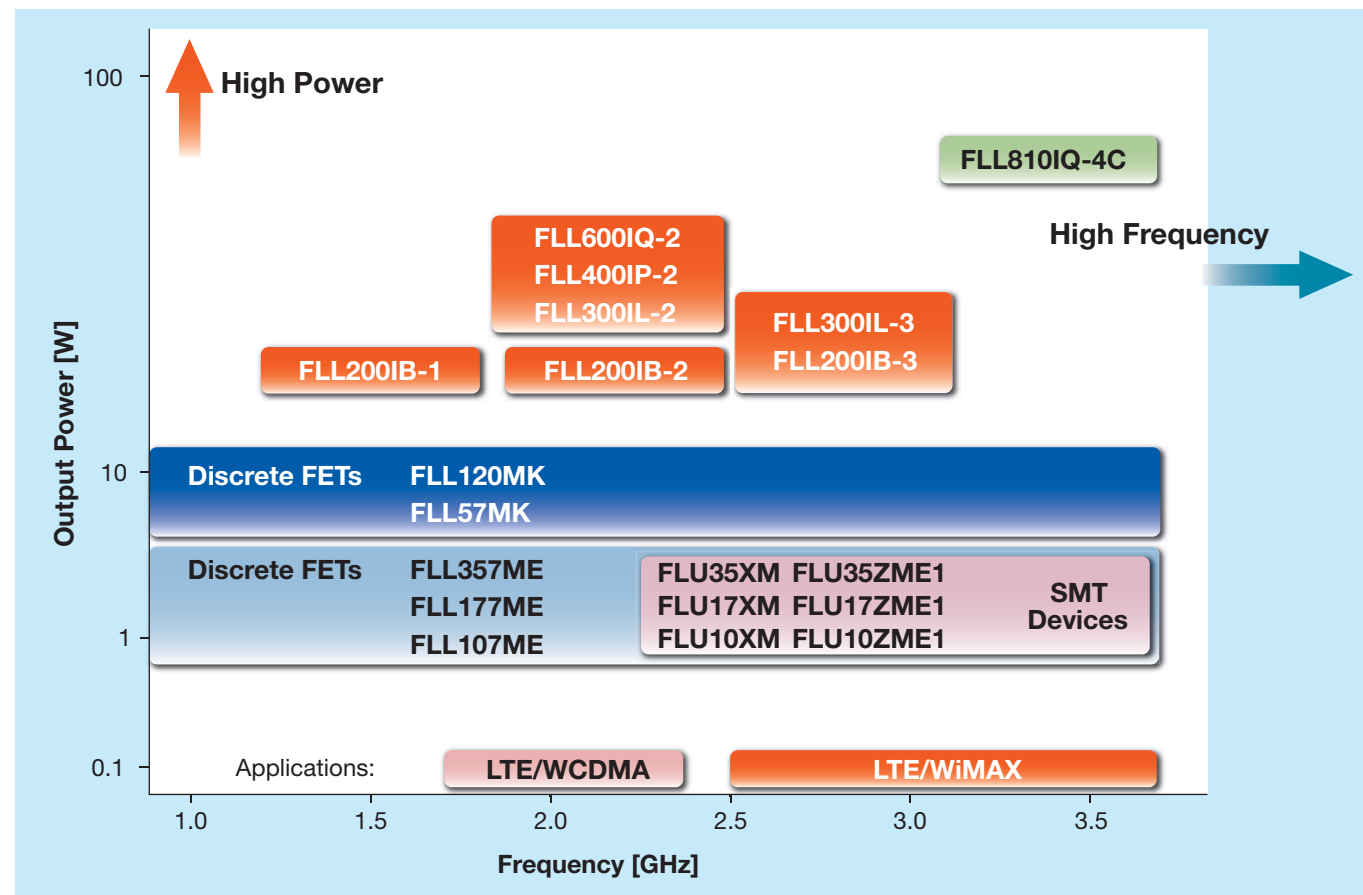 100
High Power
FLL810IQ-4C
High Frequency
FLL600IQ-2
FLL400IP-2
FLL300IL-2
FLL300IL-3
FLL200IB-3
FLL200IB-1
FLL200IB-2
Output Power [W]
10
Discrete FETs FLL120MK
FLL57MK
Discrete FETs FLL357ME
FLL177ME
FLL107ME
FLU35XM FLU35ZME1
FLU17XM FLU17ZME1
FLU10XM FLU10ZME1
SMT
Devices
1
0.1
Applications:
LTE/WCDMA
LTE/WiMAX
1.0 1.5 2.0 2.5 3.0 3.5
Frequency [GHz]